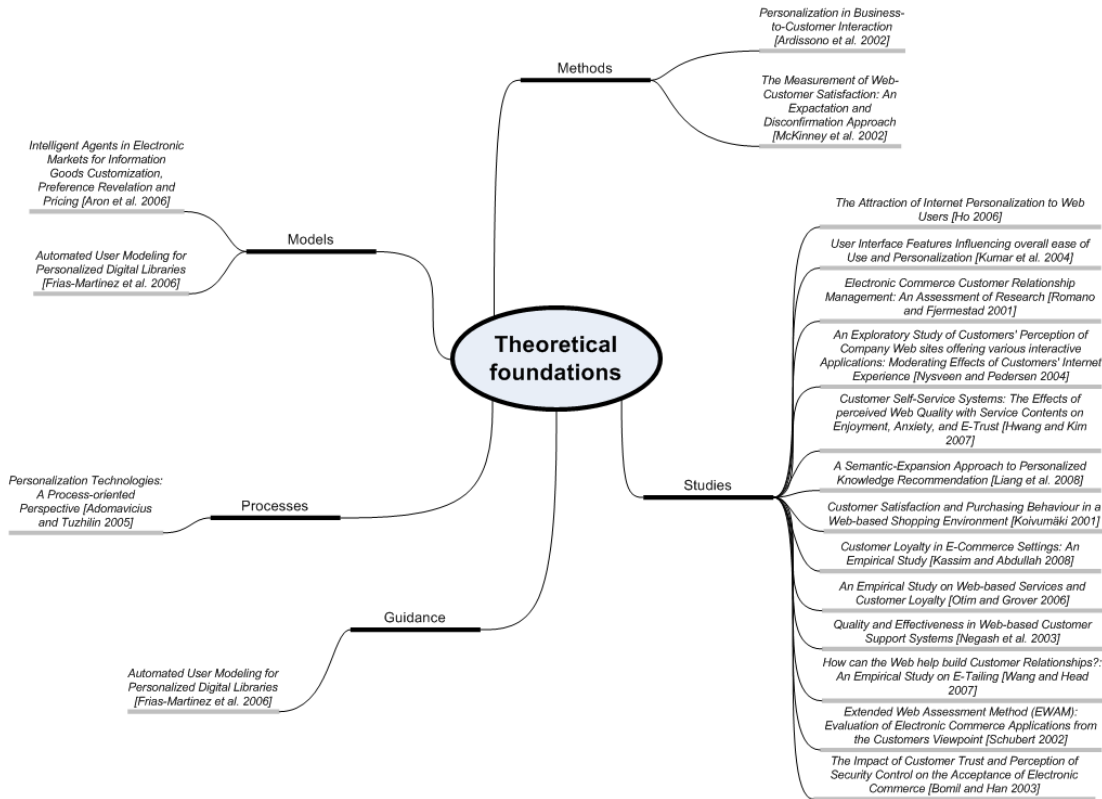 Personalization in Business-
to-Customer Interaction
[Ardissono et al. 2002]
Methods
The Measurement of Web-
Customer Satisfaction: An
Expactation and
Disconfirmation Approach
[McKinney et al. 2002]
Intelligent Agents in Electronic
Markets for Information
Goods Customization,
Preference Revelation and
Pricing [Aron et al. 2006]
Models
Automated User Modeling for
Personalized Digital Libraries
[Frias-Martinez et al. 2006]
Theoretical
foundations
The Attraction of Internet Personalization to Web
Users [Ho 2006]
User Interface Features Influencing overall ease of
Use and Personalization [Kumar et al. 2004]
Electronic Commerce Customer Relationship
Management: An Assessment of Research [Romano
and Fjermestad 2001]
An Exploratory Study of Customers' Perception of
Company Web sites offering various interactive
Applications: Moderating Effects of Customers' Internet
Experience [Nysveen and Pedersen 2004]
Customer Self-Service Systems: The Effects of
perceived Web Quality with Service Contents on
Enjoyment, Anxiety, and E-Trust [Hwang and Kim
2007]
Studies
A Semantic-Expansion Approach to Personalized
Knowledge Recommendation [Liang et al. 2008]
Customer Satisfaction and Purchasing Behaviour in a
Web-based Shopping Environment [Koivumäki 2001]
Customer Loyalty in E-Commerce Settings: An
Empirical Study [Kassim and Abdullah 2008]
An Empirical Study on Web-based Services and
Customer Loyalty [Otim and Grover 2006]
Quality and Effectiveness in Web-based Customer
Support Systems [Negash et al. 2003]
How can the Web help build Customer Relationships?:
An Empirical Study on E-Tailing [Wang and Head
2007]
Extended Web Assessment Method (EWAM):
Evaluation of Electronic Commerce Applications from
the Customers Viewpoint [Schubert 2002]
The Impact of Customer Trust and Perception of
Security Control on the Acceptance of Electronic
Commerce [Bomil and Han 2003]
Personalization Technologies:
A Process-oriented
Perspective [Adomavicius
and Tuzhilin 2005]
Processes
Guidance
Automated User Modeling for
Personalized Digital Libraries
[Frias-Martinez et al. 2006]